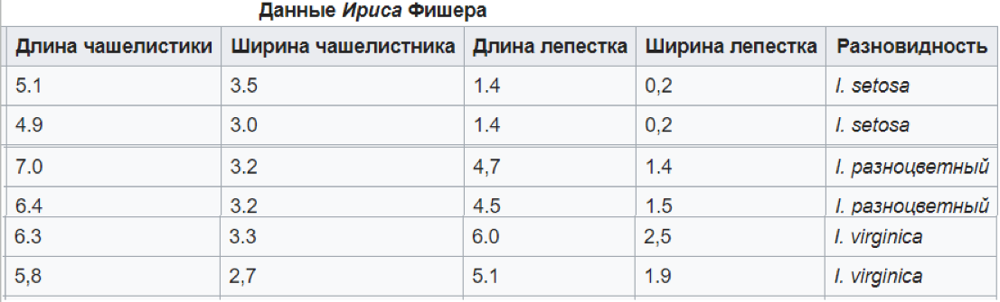 Данные Ириса Фишера
Длина чашелистики Ширина чашелистника Длина лепестка Ширина лепестка Разновидность
5.1 3.5 1.4 0,2 I. setosa
4.9 3.0 1.4 0,2 I. setosa
7.0 3.2 4,7 1.4 I. разноцветный
6.4 3.2 4.5 1.5 I. разноцветный
6.3 3.3 6.0 2,5 I. virginica
5,8 2,7 5.1 1.9 I. virginica